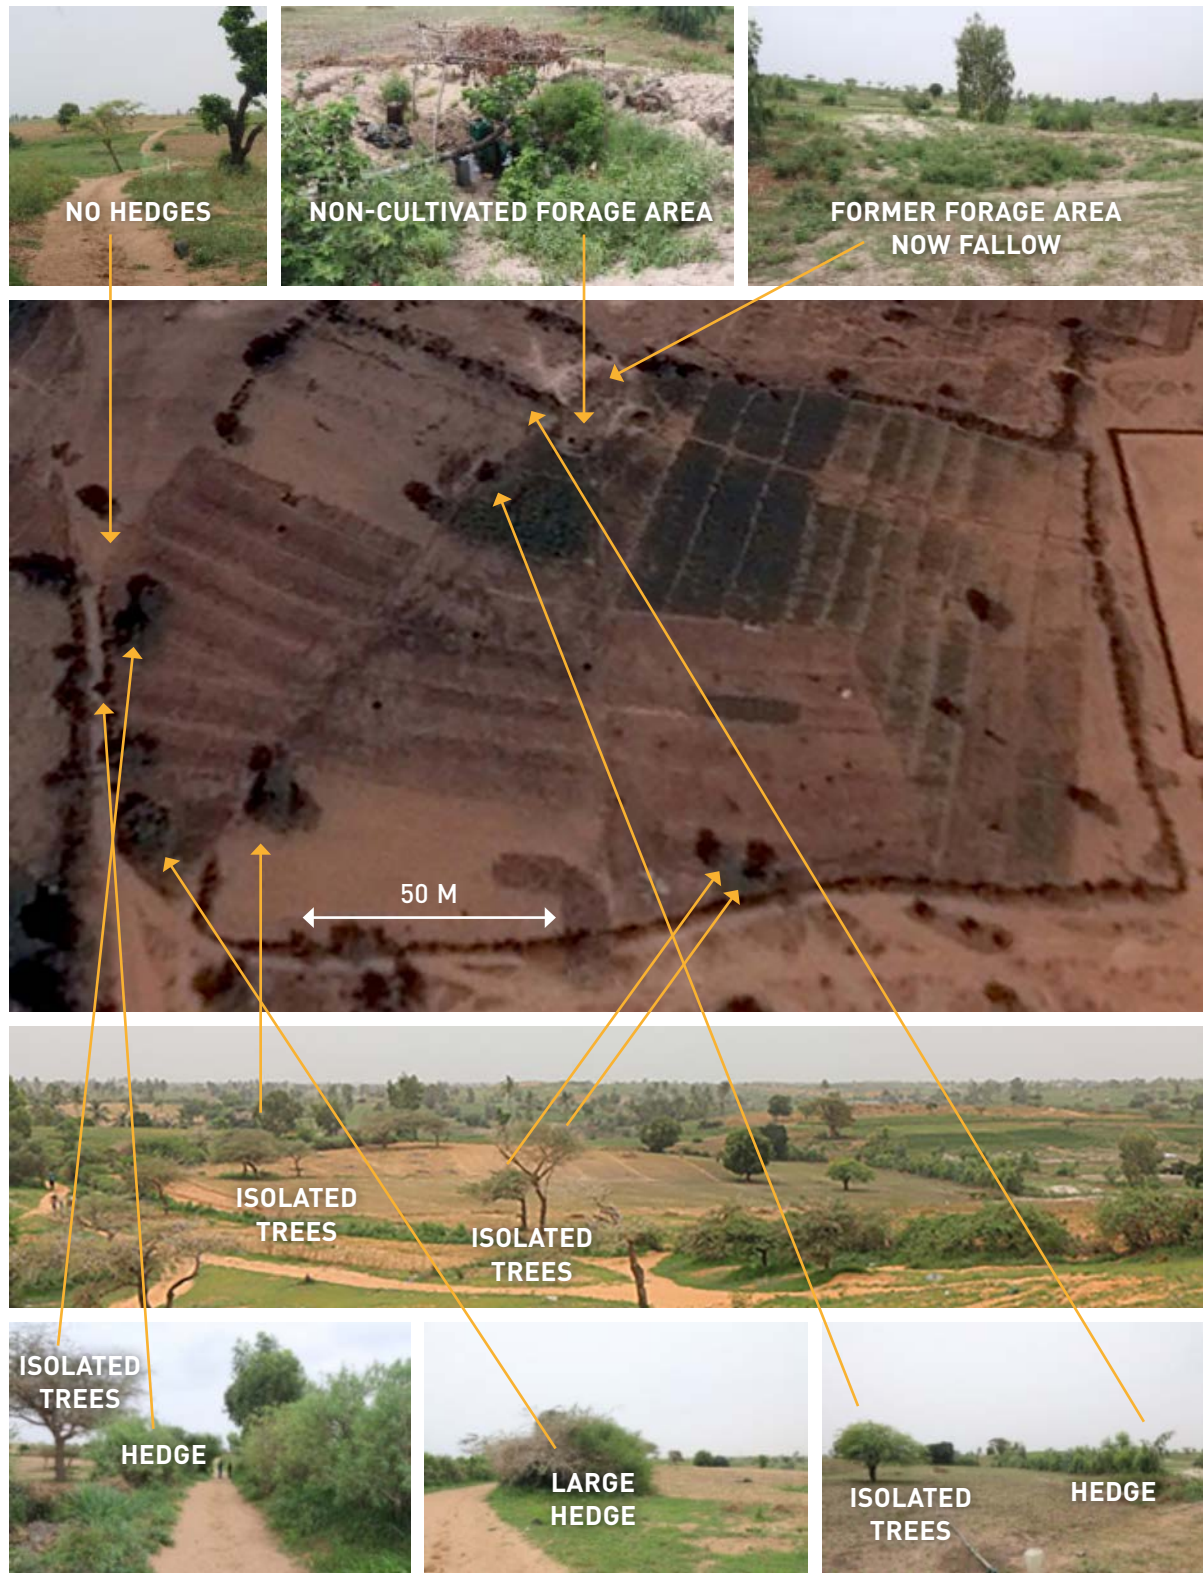 NO HEDGES
NON-CULTIVATED FORAGE AREA
FORMER FORAGE AREA
NOW FALLOW
50 M
ISOLATED
TREES
ISOLATED
TREES
ISOLATED
TREES
HEDGE
LARGE
HEDGE
ISOLATED
TREES
HEDGE